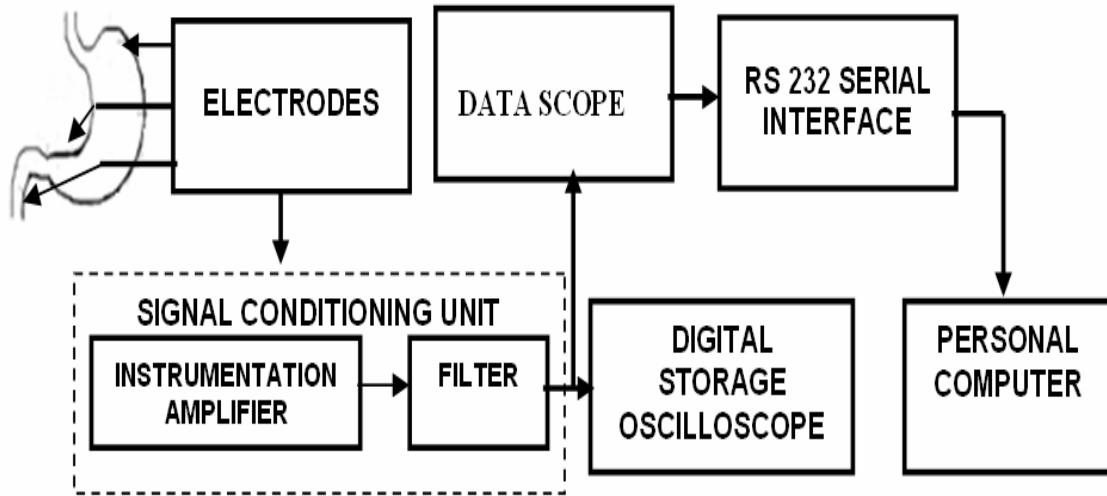 ELECTRODES
DATA SCOPE
RS 232 SERIAL
INTERFACE
SIGNAL CONDITIONING UNIT
INSTRUMENTATION
AMPLIFIER
FILTER
DIGITAL
STORAGE
OSCILLOSCOPE
PERSONAL
COMPUTER